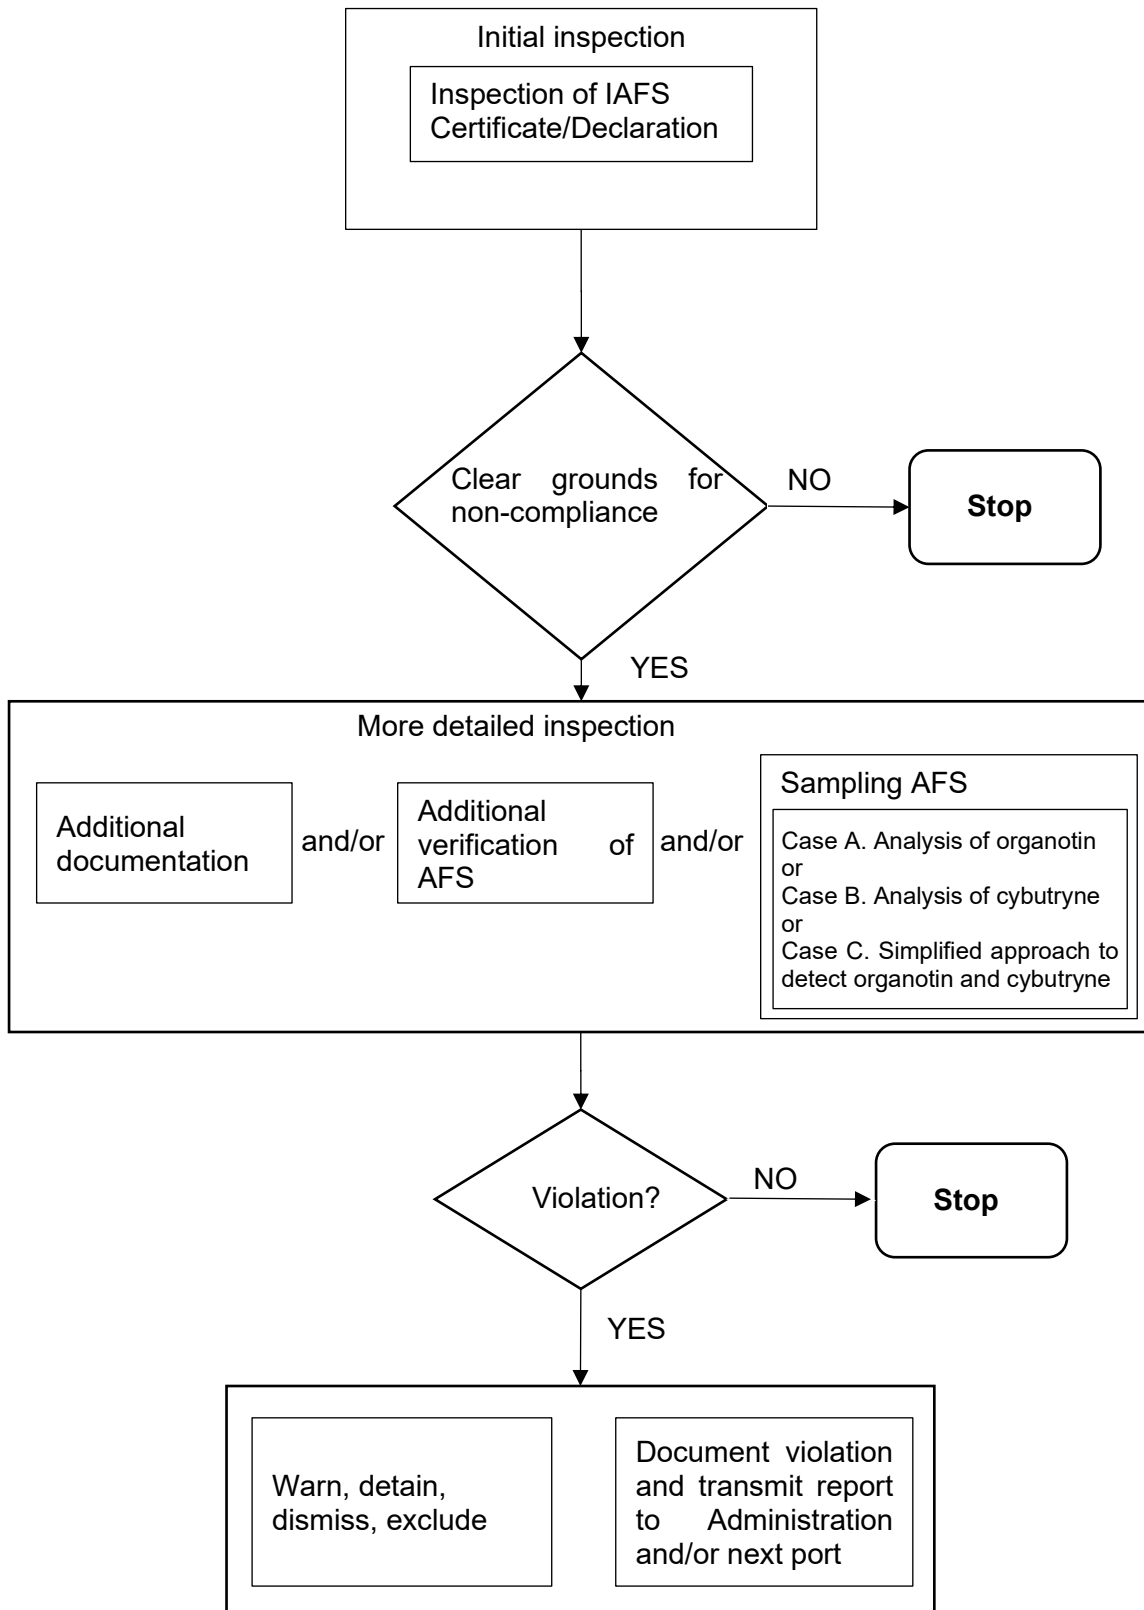 Initial inspection
Inspection of IAFS
Certificate/Declaration
Clear grounds for
non-compliance
NO
Stop
YES
More detailed inspection
Additional
documentation
and/or
Additional
verification of
AFS
and/or
Sampling AFS
Case A. Analysis of organotin
or
Case B. Analysis of cybutryne
or
Case C. Simplified approach to
detect organotin and cybutryne
Violation?
NO
Stop
YES
Warn, detain,
dismiss, exclude
Document violation
and transmit report
to Administration
and/or next port